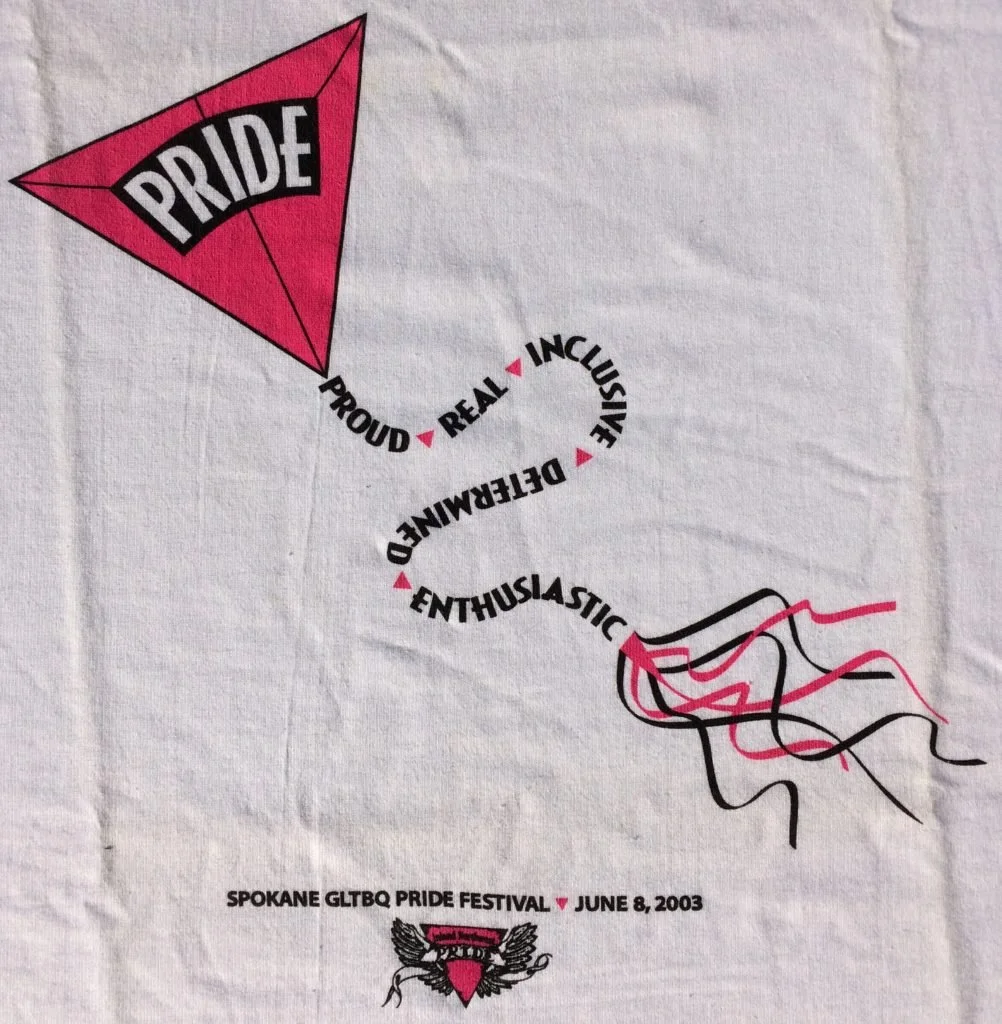 PRIDE
PROUD ▼ REAL ▼ INCLUSIVE ▼ DETERMINED ▼ ENTHUSIASTIC
SPOKANE GLTBQ PRIDE FESTIVAL ▼ JUNE 8, 2003
PRIDE